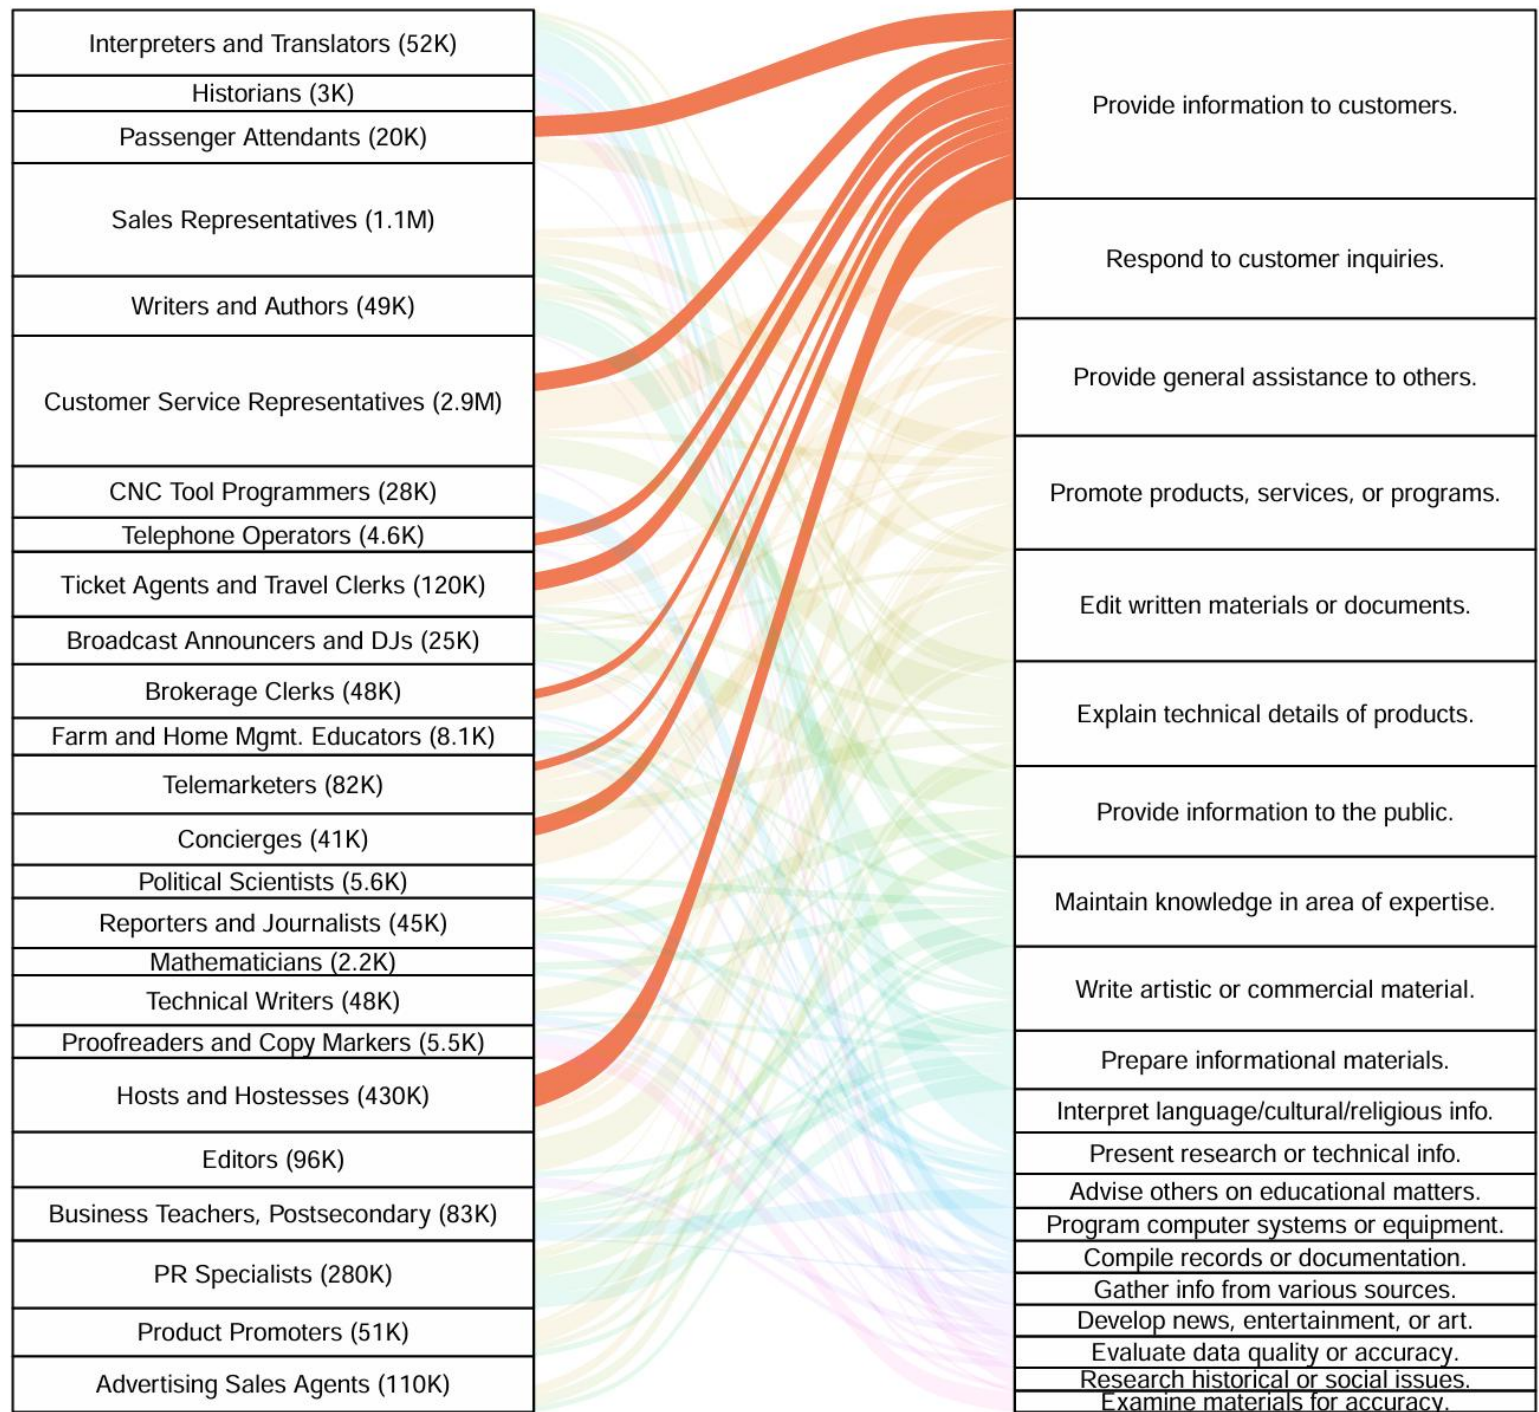 Interpreters and Translators (52K)
Historians (3K)
Passenger Attendants (20K)
Sales Representatives (1.1M)
Writers and Authors (49K)
Customer Service Representatives (2.9M)
CNC Tool Programmers (28K)
Telephone Operators (4.6K)
Ticket Agents and Travel Clerks (120K)
Broadcast Announcers and DJs (25K)
Brokerage Clerks (48K)
Farm and Home Mgmt. Educators (8.1K)
Telemarketers (82K)
Concierges (41K)
Political Scientists (5.6K)
Reporters and Journalists (45K)
Mathematicians (2.2K)
Technical Writers (48K)
Proofreaders and Copy Markers (5.5K)
Hosts and Hostesses (430K)
Editors (96K)
Business Teachers, Postsecondary (83K)
PR Specialists (280K)
Product Promoters (51K)
Advertising Sales Agents (110K)
Provide information to customers.
Respond to customer inquiries.
Provide general assistance to others.
Promote products, services, or programs.
Edit written materials or documents.
Explain technical details of products.
Provide information to the public.
Maintain knowledge in area of expertise.
Write artistic or commercial material.
Prepare informational materials.
Interpret language/cultural/religious info.
Present research or technical info.
Advise others on educational matters.
Program computer systems or equipment.
Compile records or documentation.
Gather info from various sources.
Develop news, entertainment, or art.
Evaluate data quality or accuracy.
Research historical or social issues.
Examine materials for accuracy.